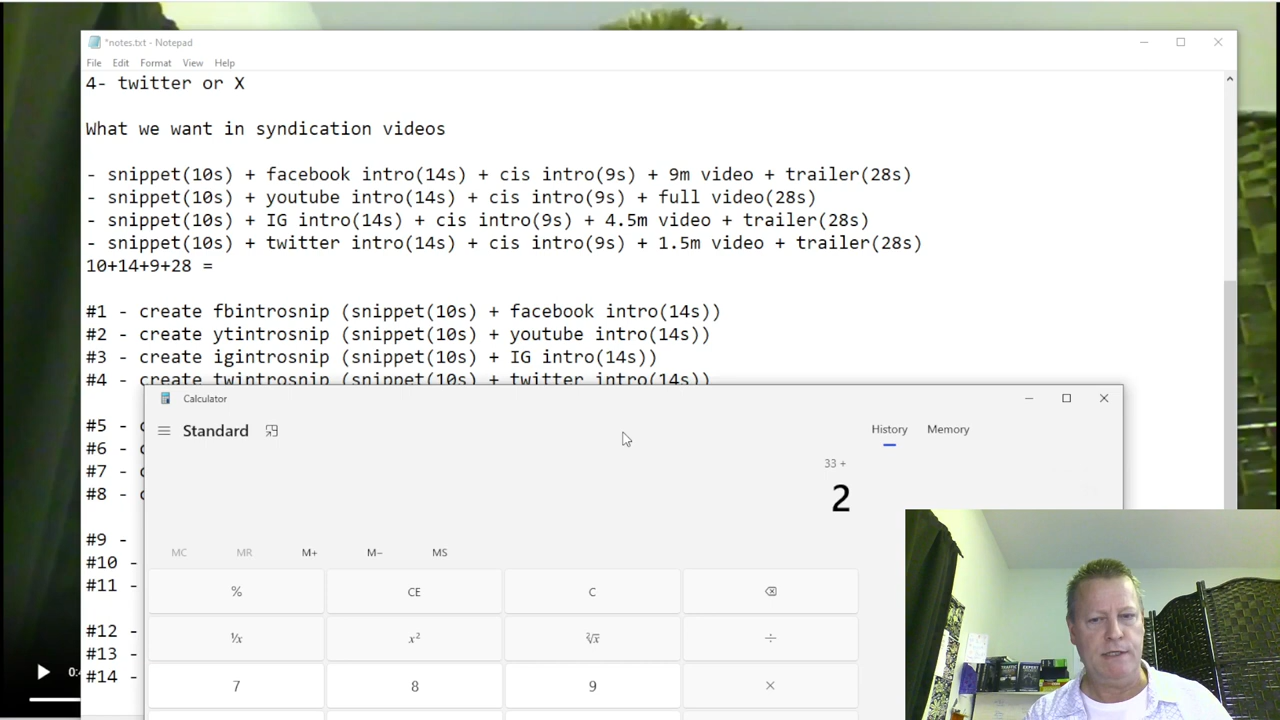 *notes.txt - Notepad
File Edit Format View Help
4- twitter or X
What we want in syndication videos
- snippet(10s) + facebook intro(14s) + cis intro(9s) + 9m video + trailer(28s)
- snippet(10s) + youtube intro(14s) + cis intro(9s) + full video(28s)
- snippet(10s) + IG intro(14s) + cis intro(9s) + 4.5m video + trailer(28s)
- snippet(10s) + twitter intro(14s) + cis intro(9s) + 1.5m video + trailer(28s)
10+14+9+28 =
#1 - create fbintrosnip (snippet(10s) + facebook intro(14s))
#2 - create ytintrosnip (snippet(10s) + youtube intro(14s))
#3 - create igintrosnip (snippet(10s) + IG intro(14s))
#4 - create twintrosnip (snippet(10s) + twitter intro(14s))
#5 -
#6 -
#7 -
#8 -
#9 -
#10 -
#11 -
#12 -
#13 -
#14 -
Calculator
Standard
History Memory
33 +
2
MC MR M+ M− MS
% CE C
¹/x x² ²√x ÷
7 8 9 ×